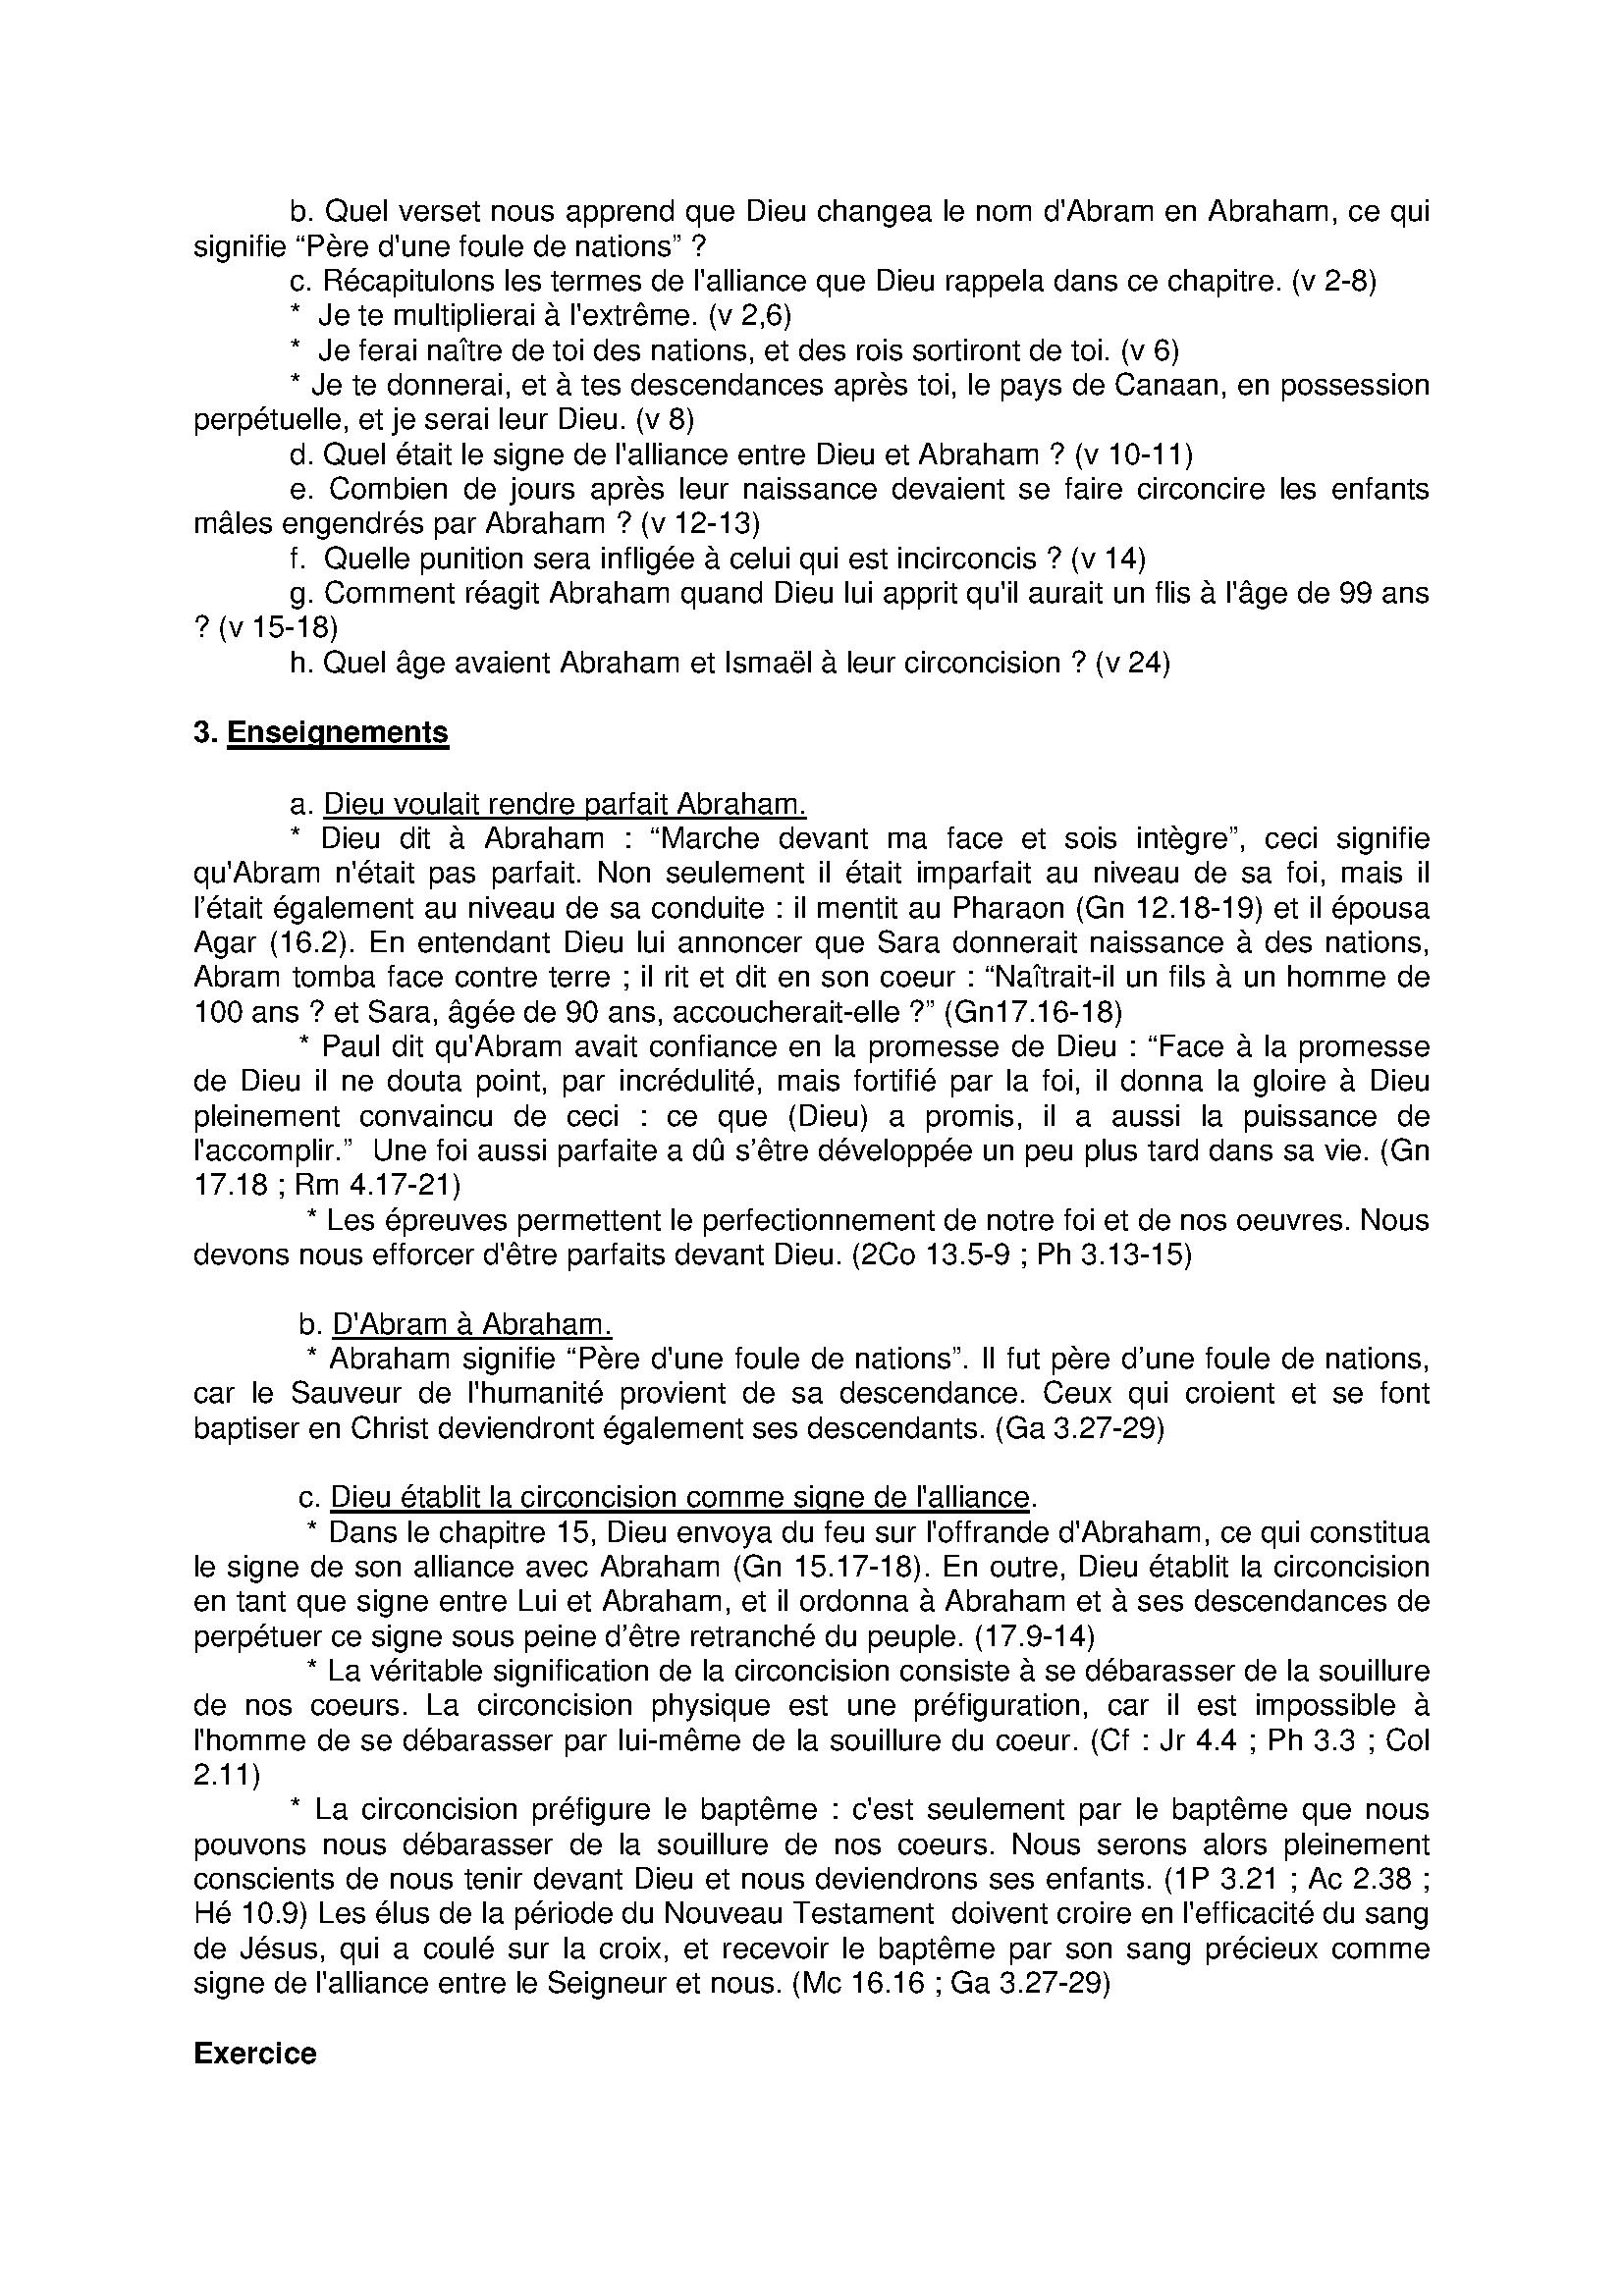 b. Quel verset nous apprend que Dieu changea le nom d'Abram en Abraham, ce qui
signifie “Père d'une foule de nations” ?
c. Récapitulons les termes de l'alliance que Dieu rappela dans ce chapitre. (v 2-8)
* Je te multiplierai à l'extrême. (v 2,6)
* Je ferai naître de toi des nations, et des rois sortiront de toi. (v 6)
* Je te donnerai, et à tes descendances après toi, le pays de Canaan, en possession
perpétuelle, et je serai leur Dieu. (v 8)
d. Quel était le signe de l'alliance entre Dieu et Abraham ? (v 10-11)
e. Combien de jours après leur naissance devaient se faire circoncire les enfants
mâles engendrés par Abraham ? (v 12-13)
f. Quelle punition sera infligée à celui qui est incirconcis ? (v 14)
g. Comment réagit Abraham quand Dieu lui apprit qu'il aurait un flis à l'âge de 99 ans
? (v 15-18)
h. Quel âge avaient Abraham et Ismaël à leur circoncision ? (v 24)
3. Enseignements
a. Dieu voulait rendre parfait Abraham.
* Dieu dit à Abraham : “Marche devant ma face et sois intègre”, ceci signifie
qu'Abram n'était pas parfait. Non seulement il était imparfait au niveau de sa foi, mais il
l’était également au niveau de sa conduite : il mentit au Pharaon (Gn 12.18-19) et il épousa
Agar (16.2). En entendant Dieu lui annoncer que Sara donnerait naissance à des nations,
Abram tomba face contre terre ; il rit et dit en son coeur : “Naîtrait-il un fils à un homme de
100 ans ? et Sara, âgée de 90 ans, accoucherait-elle ?” (Gn17.16-18)
* Paul dit qu'Abram avait confiance en la promesse de Dieu : “Face à la promesse
de Dieu il ne douta point, par incrédulité, mais fortifié par la foi, il donna la gloire à Dieu
pleinement convaincu de ceci : ce que (Dieu) a promis, il a aussi la puissance de
l'accomplir.” Une foi aussi parfaite a dû s’être développée un peu plus tard dans sa vie. (Gn
17.18 ; Rm 4.17-21)
* Les épreuves permettent le perfectionnement de notre foi et de nos oeuvres. Nous
devons nous efforcer d'être parfaits devant Dieu. (2Co 13.5-9 ; Ph 3.13-15)
b. D'Abram à Abraham.
* Abraham signifie “Père d'une foule de nations”. Il fut père d’une foule de nations,
car le Sauveur de l'humanité provient de sa descendance. Ceux qui croient et se font
baptiser en Christ deviendront également ses descendants. (Ga 3.27-29)
c. Dieu établit la circoncision comme signe de l'alliance.
* Dans le chapitre 15, Dieu envoya du feu sur l'offrande d'Abraham, ce qui constitua
le signe de son alliance avec Abraham (Gn 15.17-18). En outre, Dieu établit la circoncision
en tant que signe entre Lui et Abraham, et il ordonna à Abraham et à ses descendances de
perpétuer ce signe sous peine d’être retranché du peuple. (17.9-14)
* La véritable signification de la circoncision consiste à se débarasser de la souillure
de nos coeurs. La circoncision physique est une préfiguration, car il est impossible à
l'homme de se débarasser par lui-même de la souillure du coeur. (Cf : Jr 4.4 ; Ph 3.3 ; Col
2.11)
* La circoncision préfigure le baptême : c'est seulement par le baptême que nous
pouvons nous débarasser de la souillure de nos coeurs. Nous serons alors pleinement
conscients de nous tenir devant Dieu et nous deviendrons ses enfants. (1P 3.21 ; Ac 2.38 ;
Hé 10.9) Les élus de la période du Nouveau Testament doivent croire en l'efficacité du sang
de Jésus, qui a coulé sur la croix, et recevoir le baptême par son sang précieux comme
signe de l'alliance entre le Seigneur et nous. (Mc 16.16 ; Ga 3.27-29)
Exercice